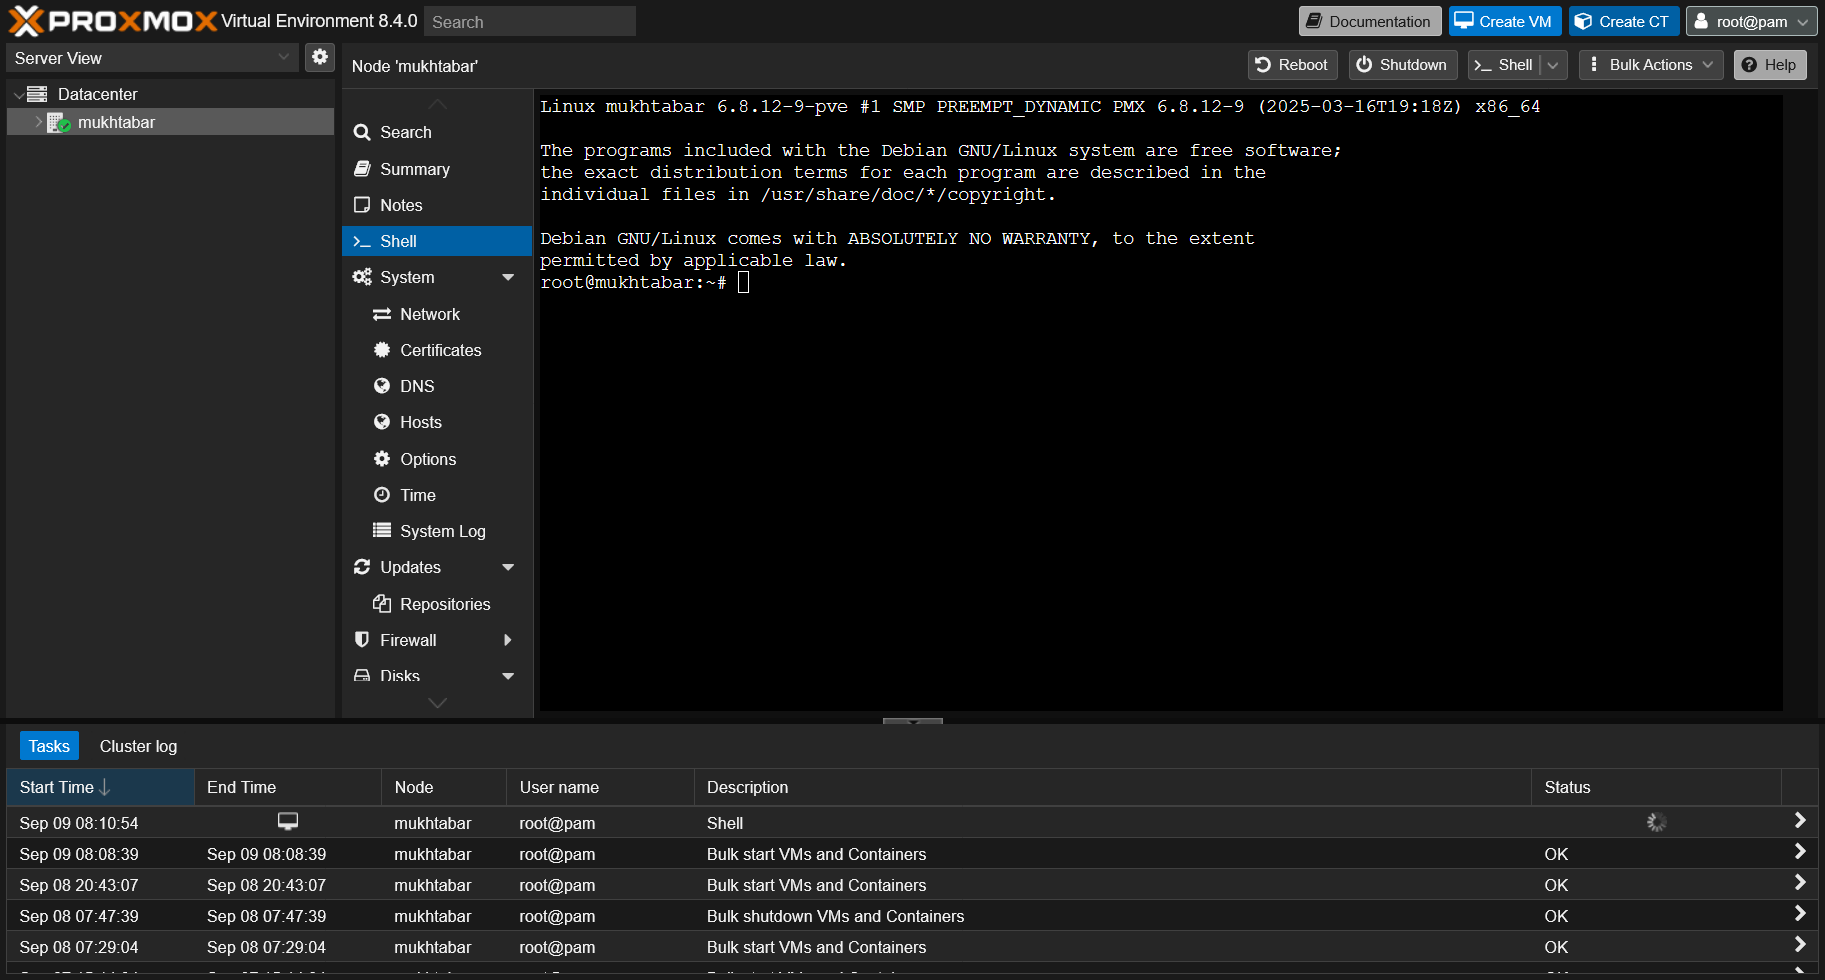 PROXMOX Virtual Environment 8.4.0 Search Documentation Create VM Create CT root@pam
Server View
Datacenter
mukhtabar
Node 'mukhtabar' Reboot Shutdown Shell Bulk Actions Help
Search
Summary
Notes
Shell
System
Network
Certificates
DNS
Hosts
Options
Time
System Log
Updates
Repositories
Firewall
Disks
Linux mukhtabar 6.8.12-9-pve #1 SMP PREEMPT_DYNAMIC PMX 6.8.12-9 (2025-03-16T19:18Z) x86_64
The programs included with the Debian GNU/Linux system are free software;
the exact distribution terms for each program are described in the
individual files in /usr/share/doc/*/copyright.
Debian GNU/Linux comes with ABSOLUTELY NO WARRANTY, to the extent
permitted by applicable law.
root@mukhtabar:~#
Tasks Cluster log
Start Time End Time Node User name Description Status
Sep 09 08:10:54 mukhtabar root@pam Shell
Sep 09 08:08:39 Sep 09 08:08:39 mukhtabar root@pam Bulk start VMs and Containers OK
Sep 08 20:43:07 Sep 08 20:43:07 mukhtabar root@pam Bulk start VMs and Containers OK
Sep 08 07:47:39 Sep 08 07:47:39 mukhtabar root@pam Bulk shutdown VMs and Containers OK
Sep 08 07:29:04 Sep 08 07:29:04 mukhtabar root@pam Bulk start VMs and Containers OK